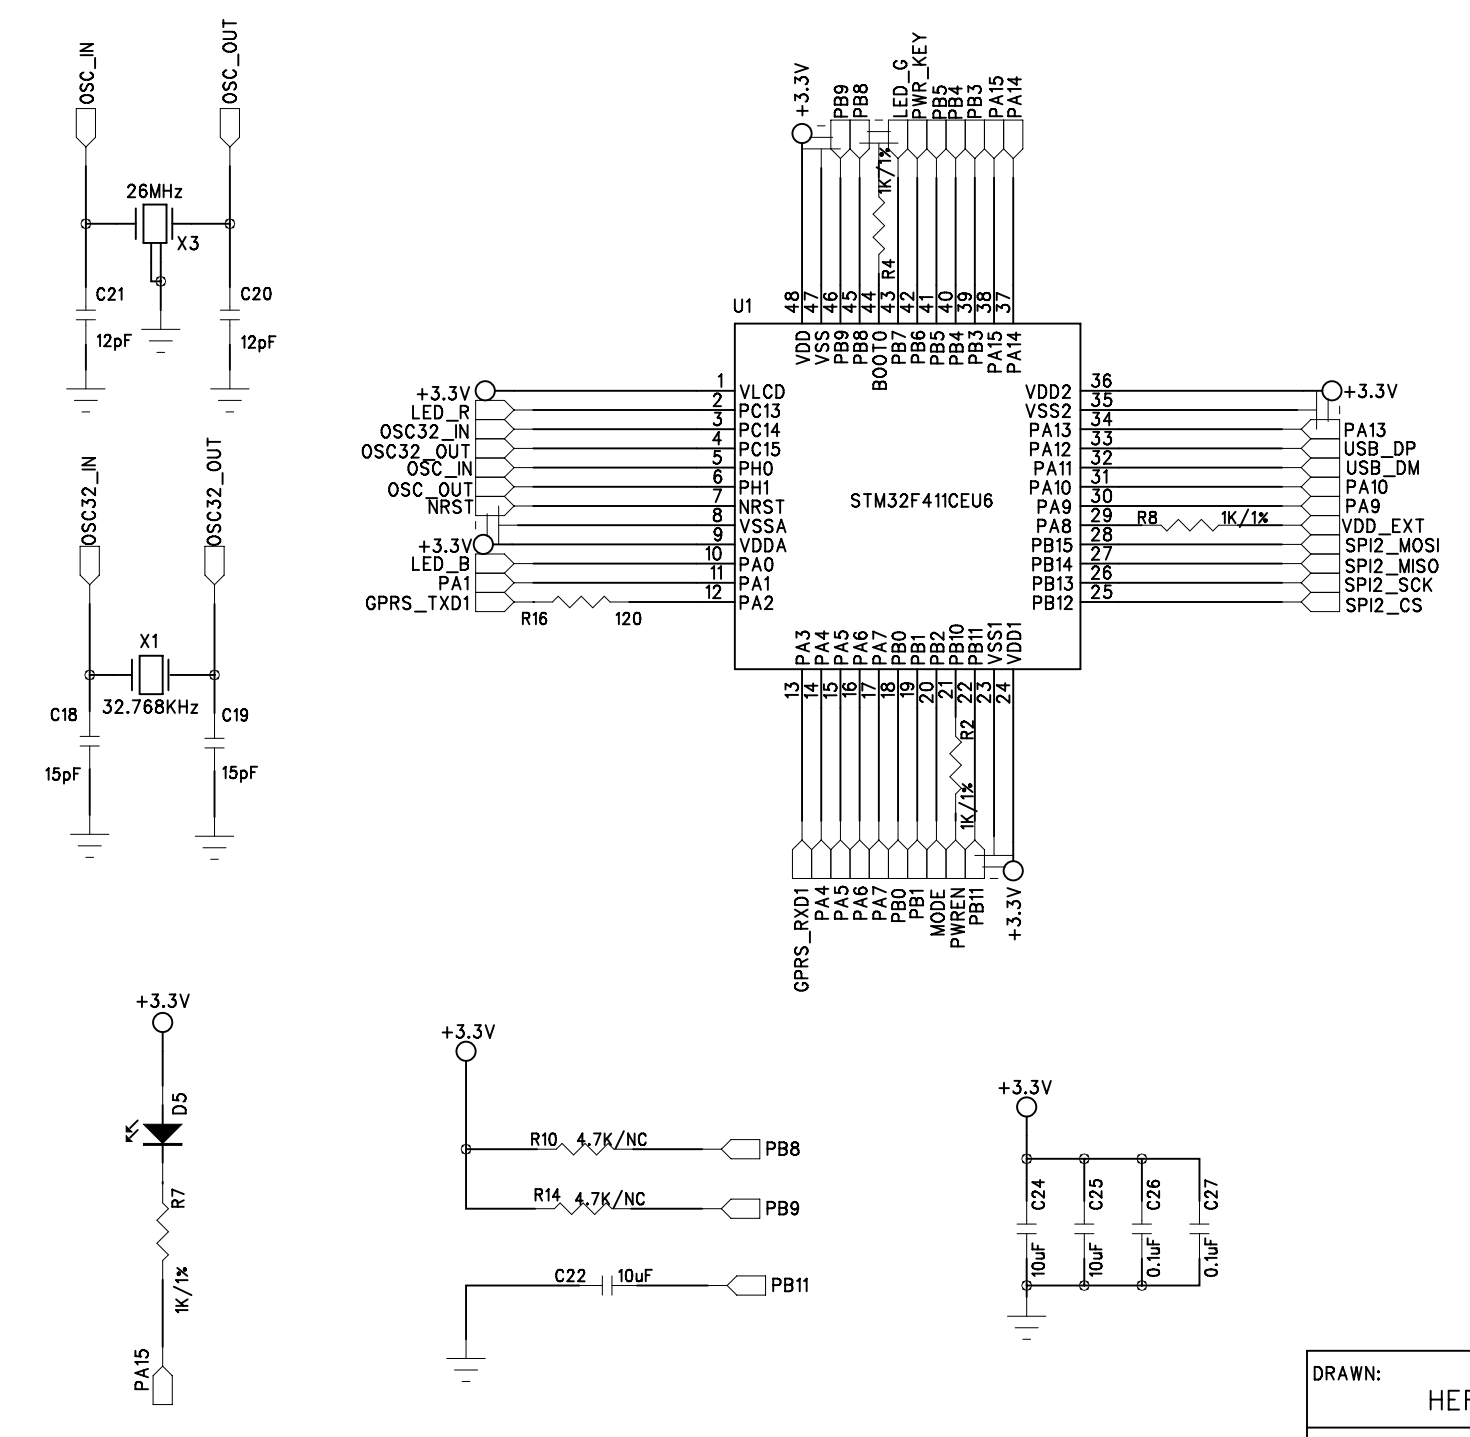 OSC_IN
OSC_OUT
26MHz
X3
C21
12pF
C20
12pF
OSC32_IN
OSC32_OUT
X1
32.768KHz
C18
15pF
C19
15pF
+3.3V
PB9
PB8
LED_G
PWR_KEY
PB5
PB4
PB3
PA15
PA14
1K/1%
R4
U1
48
47
46
45
44
43
42
41
40
39
38
37
VDD
VSS
PB9
PB8
BOOT0
PB7
PB6
PB5
PB4
PB3
PA15
PA14
+3.3V 1 VLCD
LED_R 2 PC13
OSC32_IN 3 PC14
OSC32_OUT 4 PC15
OSC_IN 5 PH0
OSC_OUT 6 PH1
NRST 7 NRST
8 VSSA
+3.3V 9 VDDA
LED_B 10 PA0
PA1 11 PA1
GPRS_TXD1 12 PA2
R16 120
STM32F411CEU6
VDD2 36 +3.3V
VSS2 35
PA13 34 PA13
PA12 33 USB_DP
PA11 32 USB_DM
PA10 31 PA10
PA9 30 PA9
PA8 29 R8 1K/1% VDD_EXT
PB15 28 SPI2_MOSI
PB14 27 SPI2_MISO
PB13 26 SPI2_SCK
PB12 25 SPI2_CS
PA3
PA4
PA5
PA6
PA7
PB0
PB1
PB2
PB10
PB11
VSS1
VDD1
13
14
15
16
17
18
19
20
21
22
23
24
R2
1K/1%
GPRS_RXD1
PA4
PA5
PA6
PA7
PB0
PB1
MODE
PWREN
PB11
+3.3V
+3.3V
D5
R7
1K/1%
PA15
+3.3V
R10 4.7K/NC PB8
R14 4.7K/NC PB9
C22 10uF PB11
+3.3V
C24
10uF
C25
10uF
C26
0.1uF
C27
0.1uF
DRAWN: